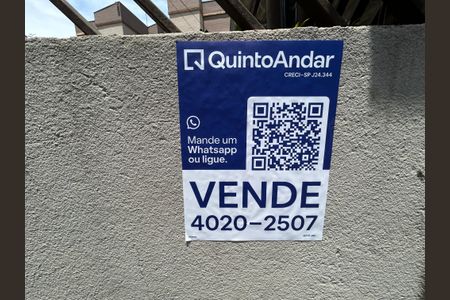 QuintoAndar
CRECI-SP J24.344
Mande um
Whatsapp
ou ligue.
VENDE
4020-2507